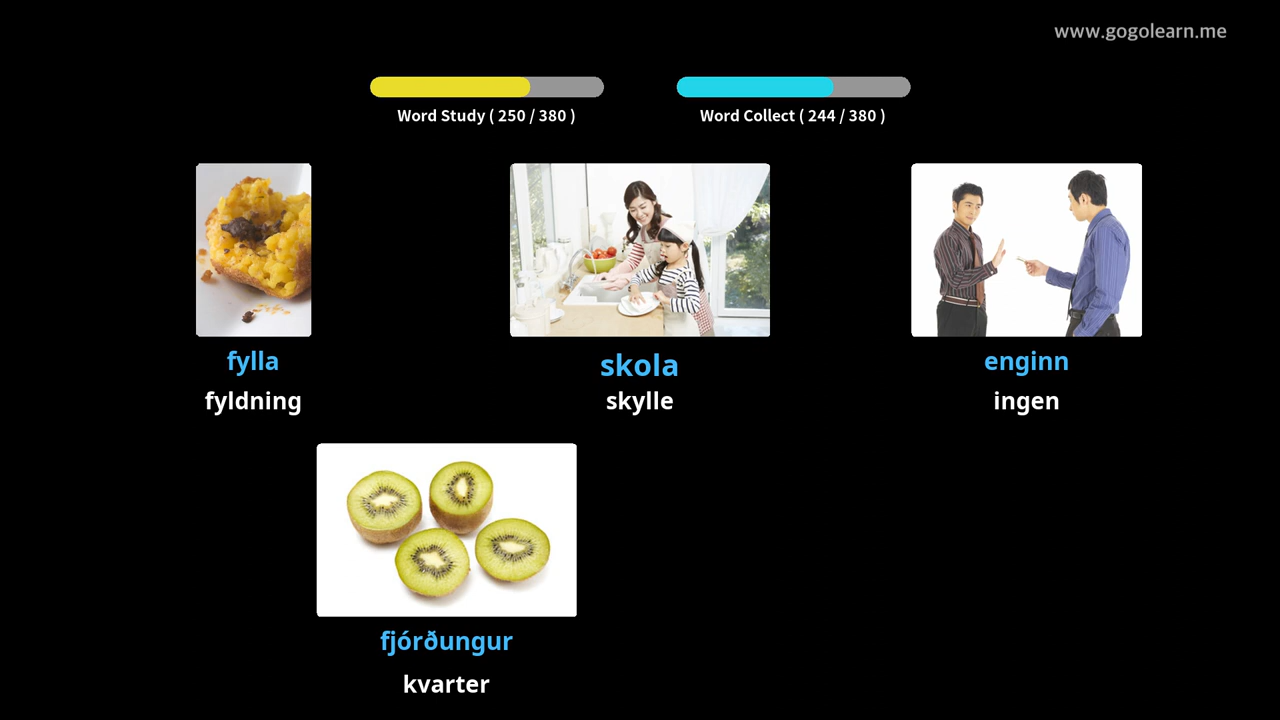 www.gogolearn.me
Word Study ( 250 / 380 )
Word Collect ( 244 / 380 )
fylla
fyldning
skola
skylle
enginn
ingen
fjórðungur
kvarter